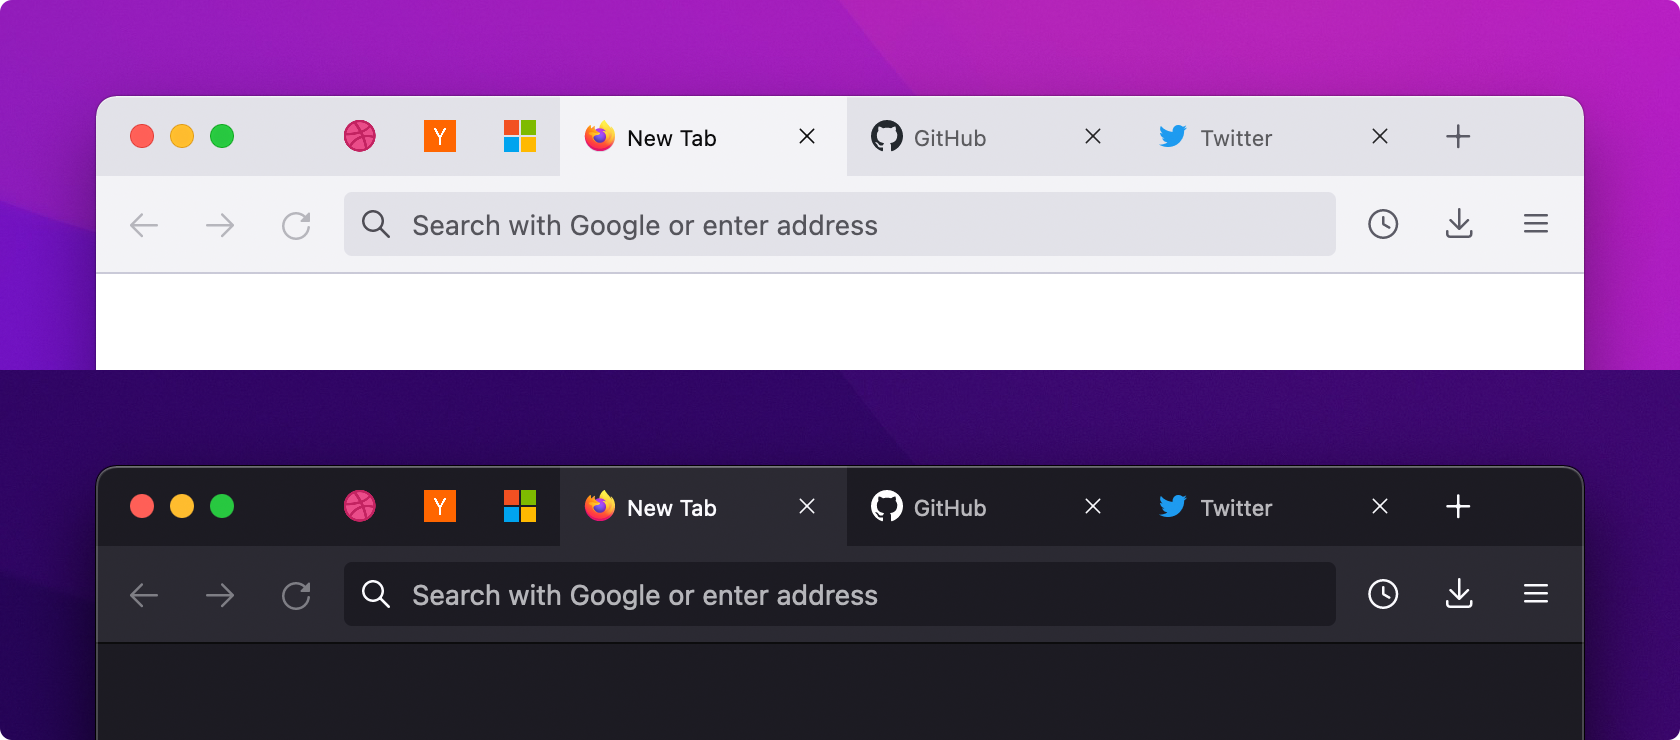 Y
New Tab
GitHub
Twitter
Search with Google or enter address
Y
New Tab
GitHub
Twitter
Search with Google or enter address